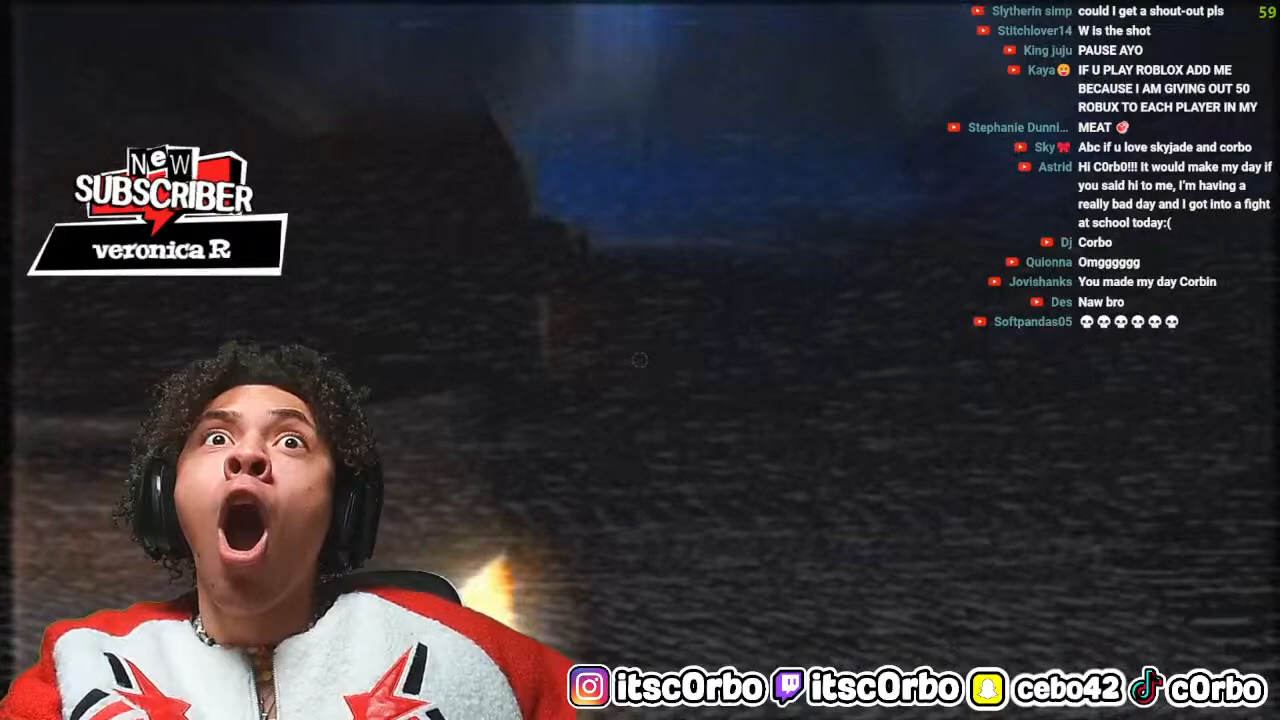 NeW
SUBSCRIBER
veronica R
59
Slytherin simp could I get a shout-out pls
Stitchlover14 W is the shot
King juju PAUSE AYO
Kaya🥵 IF U PLAY ROBLOX ADD ME
BECAUSE I AM GIVING OUT 50
ROBUX TO EACH PLAYER IN MY
Stephanie Dunni... MEAT 🥩
Sky🎀 Abc if u love skyjade and corbo
Astrid Hi C0rb0!!! It would make my day if
you said hi to me, I'm having a
really bad day and I got into a fight
at school today:(
Dj Corbo
Quionna Omgggggg
Jovishanks You made my day Corbin
Des Naw bro
Softpandas05 💀💀💀💀💀💀
itsc0rbo itsc0rbo cebo42 c0rbo